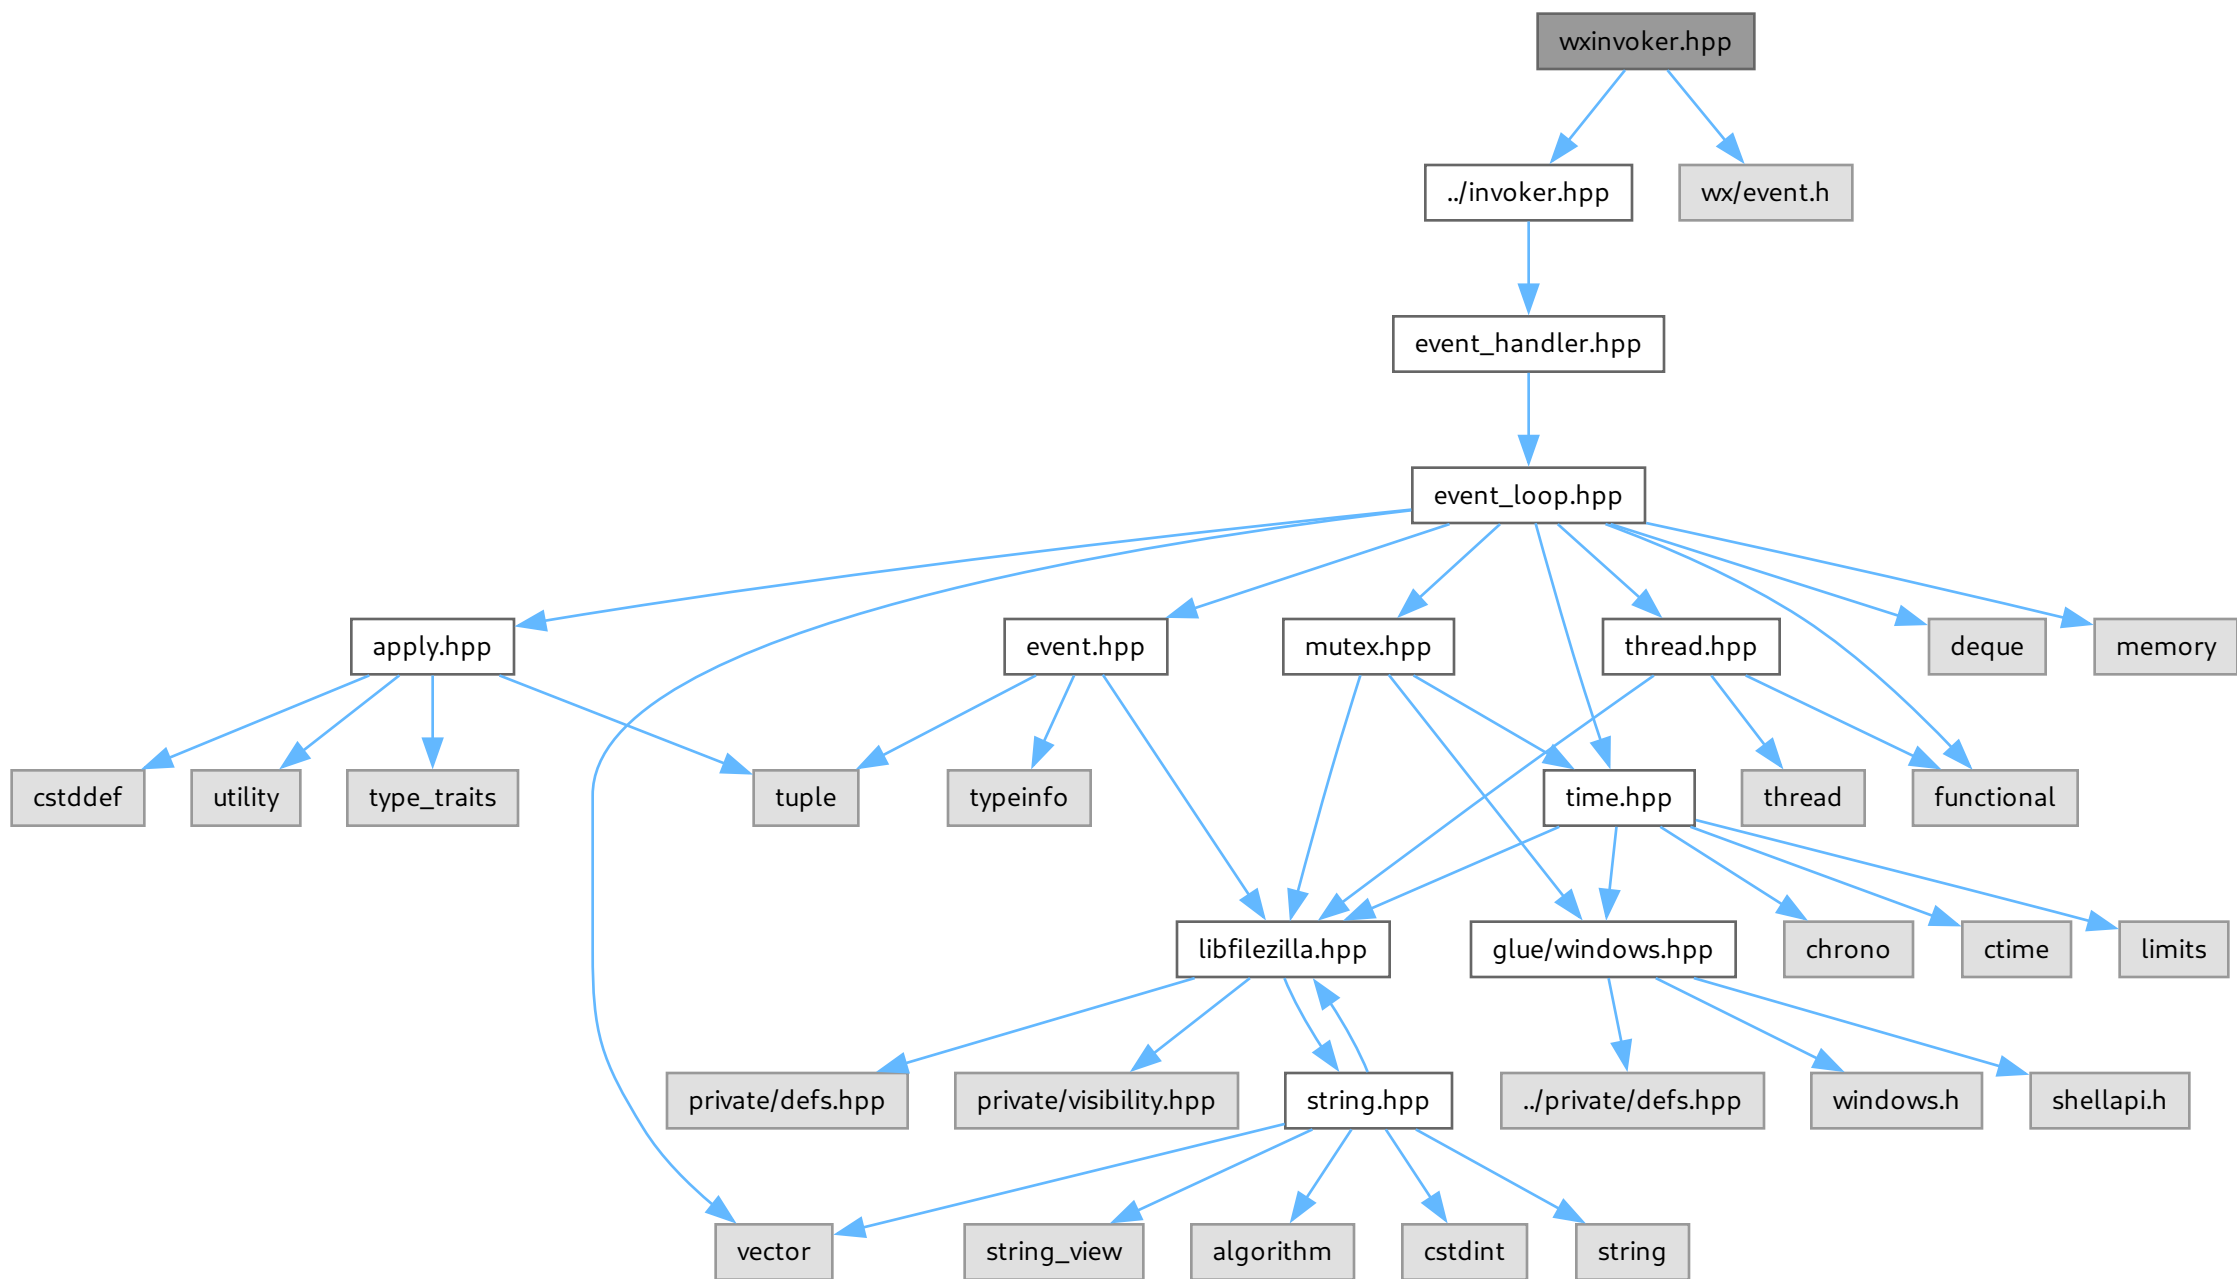 wxinvoker.hpp
../invoker.hpp
wx/event.h
event_handler.hpp
event_loop.hpp
apply.hpp
event.hpp
mutex.hpp
thread.hpp
deque
memory
cstddef
utility
type_traits
tuple
typeinfo
time.hpp
thread
functional
libfilezilla.hpp
glue/windows.hpp
chrono
ctime
limits
private/defs.hpp
private/visibility.hpp
string.hpp
../private/defs.hpp
windows.h
shellapi.h
vector
string_view
algorithm
cstdint
string